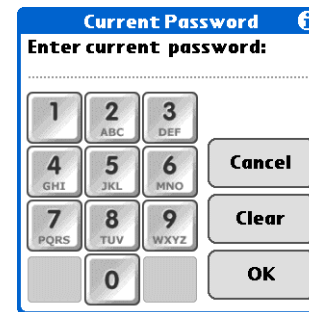 Current Password i
Enter current password:
1 2 3
ABC DEF
4 5 6
GHI JKL MNO
Cancel
7 8 9
PQRS TUV WXYZ
Clear
0
OK